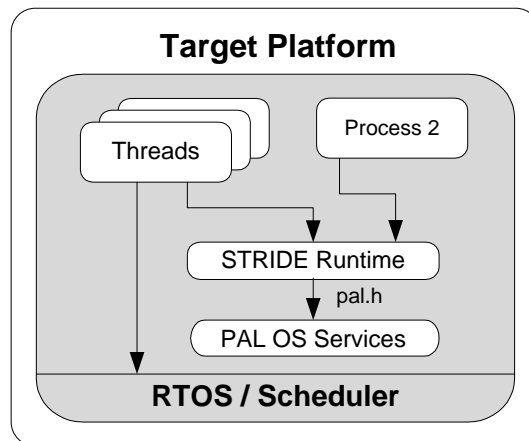 Target Platform
Threads
Process 2
STRIDE Runtime
pal.h
PAL OS Services
RTOS / Scheduler